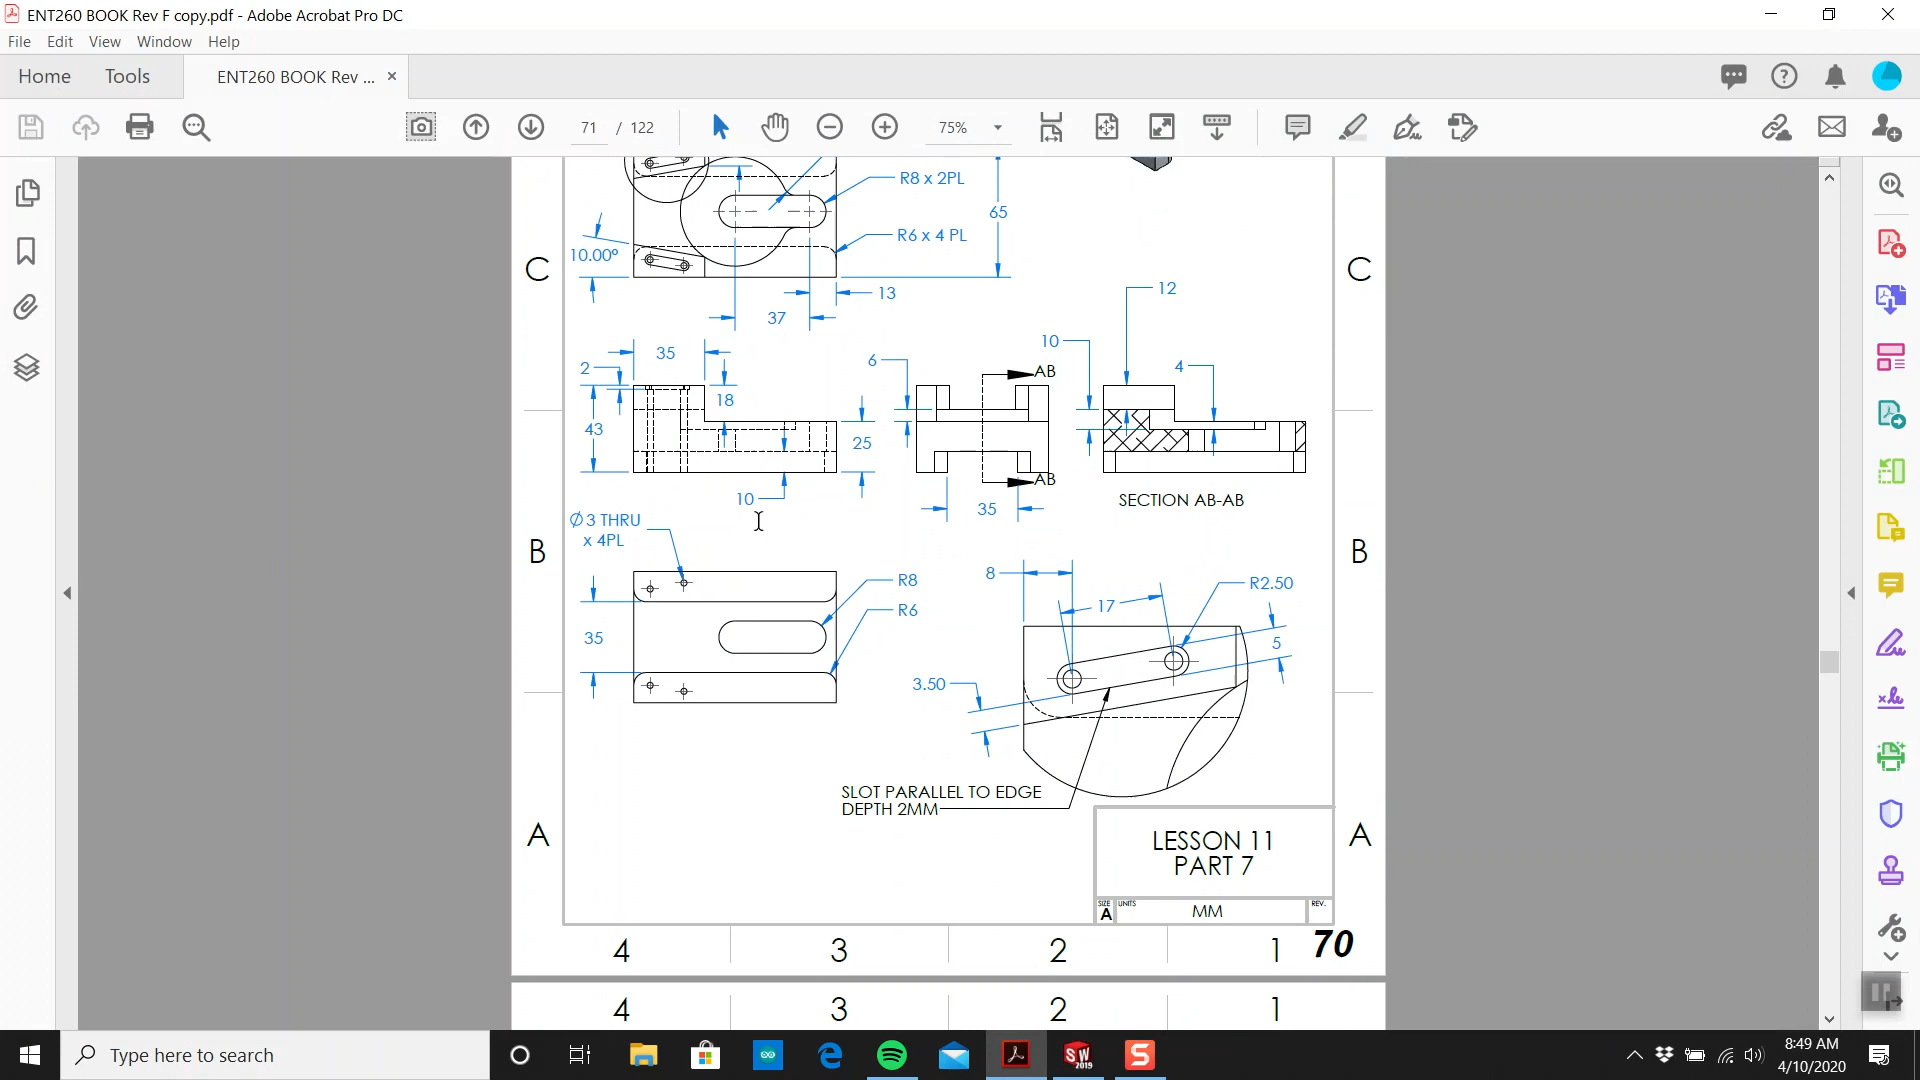 ENT260 BOOK Rev F copy.pdf - Adobe Acrobat Pro DC
File Edit View Window Help
Home Tools ENT260 BOOK Rev ... ×
71 / 122 75%
R8 x 2PL
65
R6 x 4 PL
10.00°
C C
13
37
12
35
10
2
6
AB
4
18
43
25
10
AB
35
SECTION AB-AB
Ø3 THRU
x 4PL
B B
8
R8
R2.50
17
R6
35
5
3.50
SLOT PARALLEL TO EDGE
DEPTH 2MM
A A
LESSON 11
PART 7
SIZE UNITS REV.
A MM
4 3 2 1 70
4 3 2 1
Type here to search
SW
2019
S
8:49 AM
4/10/2020